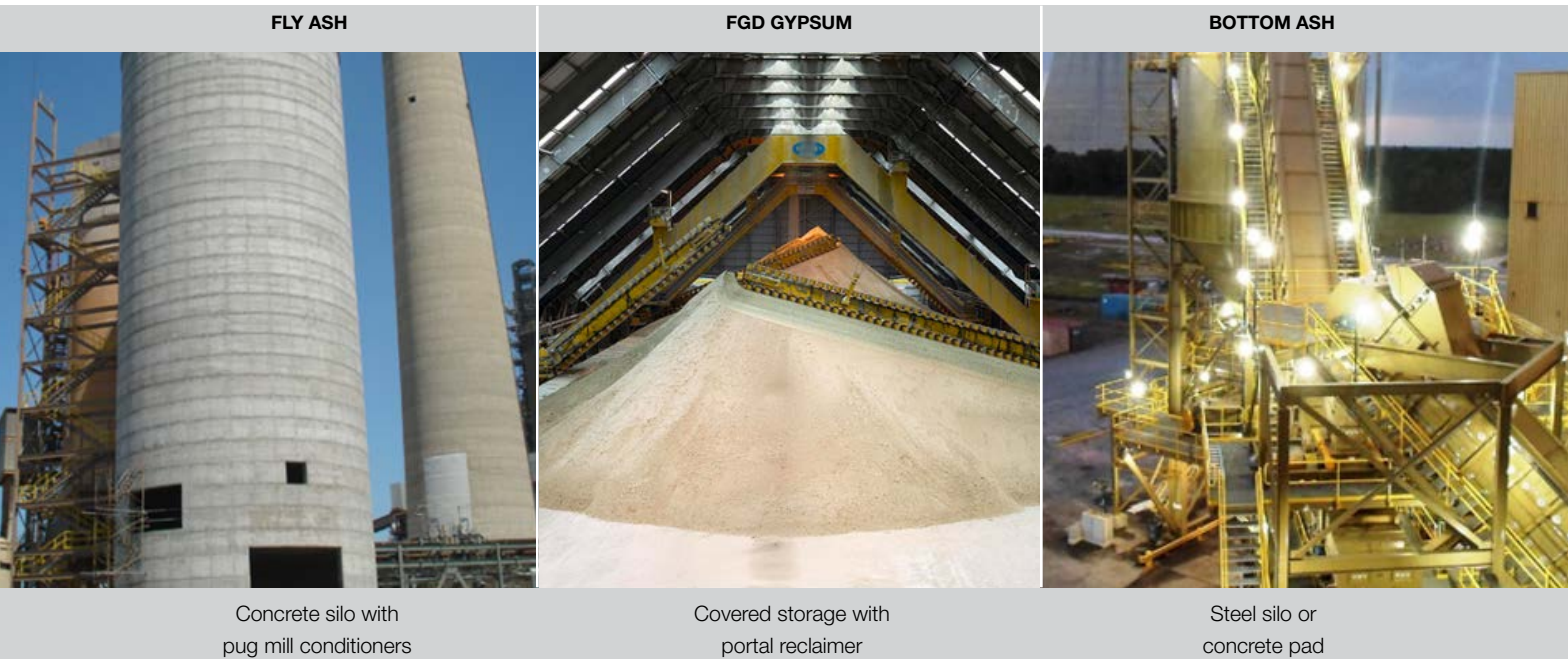 FLY ASH
FGD GYPSUM
BOTTOM ASH
Concrete silo with
pug mill conditioners
Covered storage with
portal reclaimer
Steel silo or
concrete pad